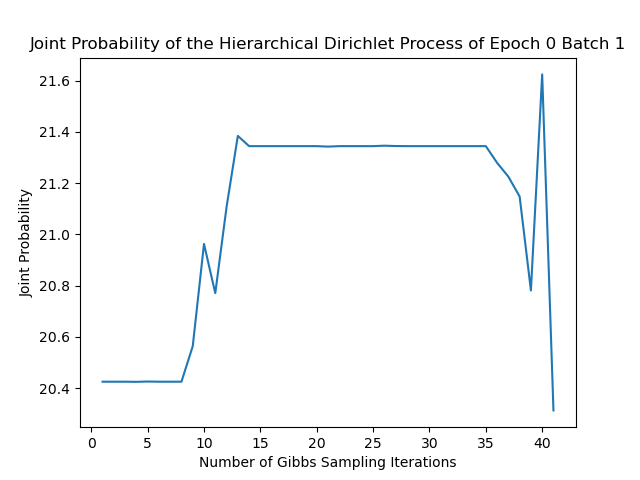 Joint Probability of the Hierarchical Dirichlet Process of Epoch 0 Batch 1
21.6
21.4
21.2
21.0
20.8
20.6
20.4
Joint Probability
0 5 10 15 20 25 30 35 40
Number of Gibbs Sampling Iterations